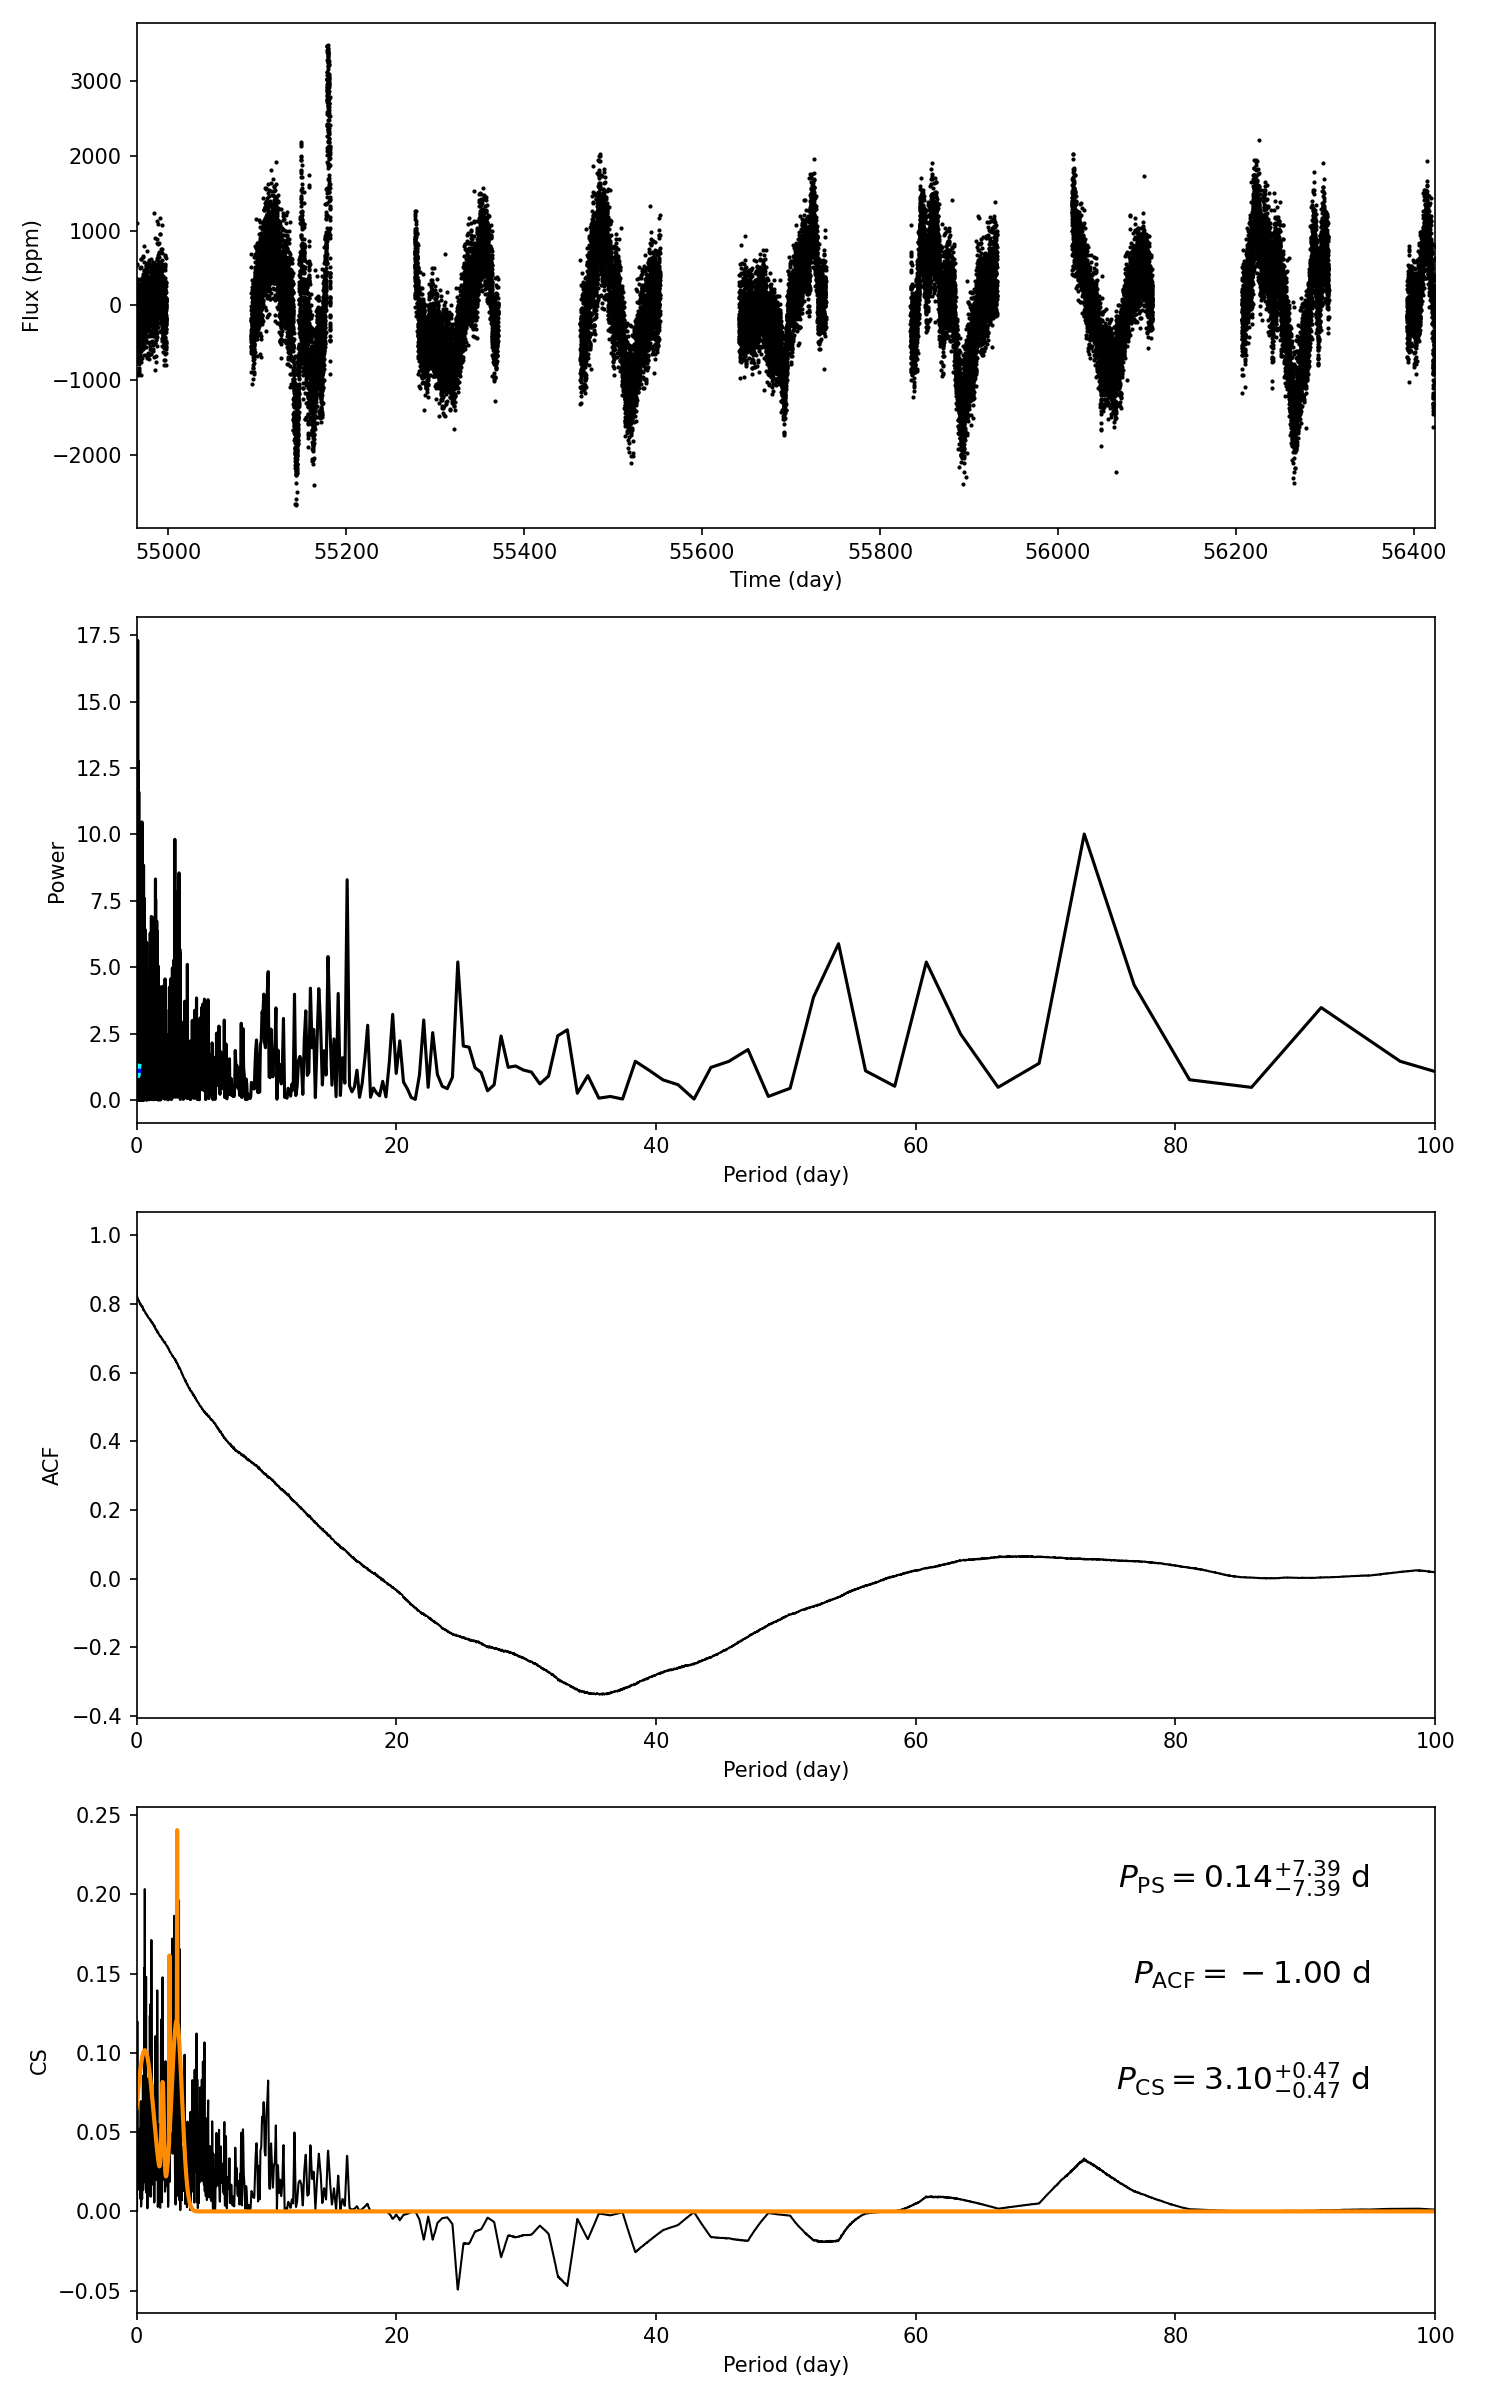 3000
2000
1000
0
−1000
−2000
Flux (ppm)
55000 55200 55400 55600 55800 56000 56200 56400
Time (day)
17.5
15.0
12.5
10.0
7.5
5.0
2.5
0.0
Power
0 20 40 60 80 100
Period (day)
1.0
0.8
0.6
0.4
0.2
0.0
−0.2
−0.4
ACF
0 20 40 60 80 100
Period (day)
0.25
0.20
0.15
0.10
0.05
0.00
−0.05
CS
P_PS = 0.14 +7.39 −7.39 d
P_ACF = −1.00 d
P_CS = 3.10 +0.47 −0.47 d
0 20 40 60 80 100
Period (day)